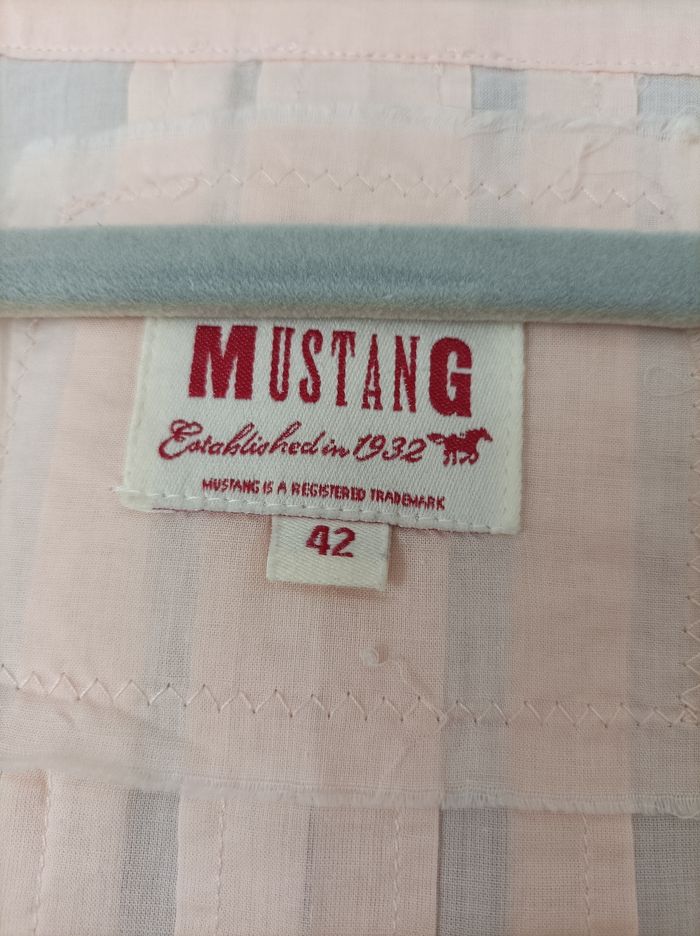 MUSTANG
Established in 1932
MUSTANG IS A REGISTERED TRADEMARK
42